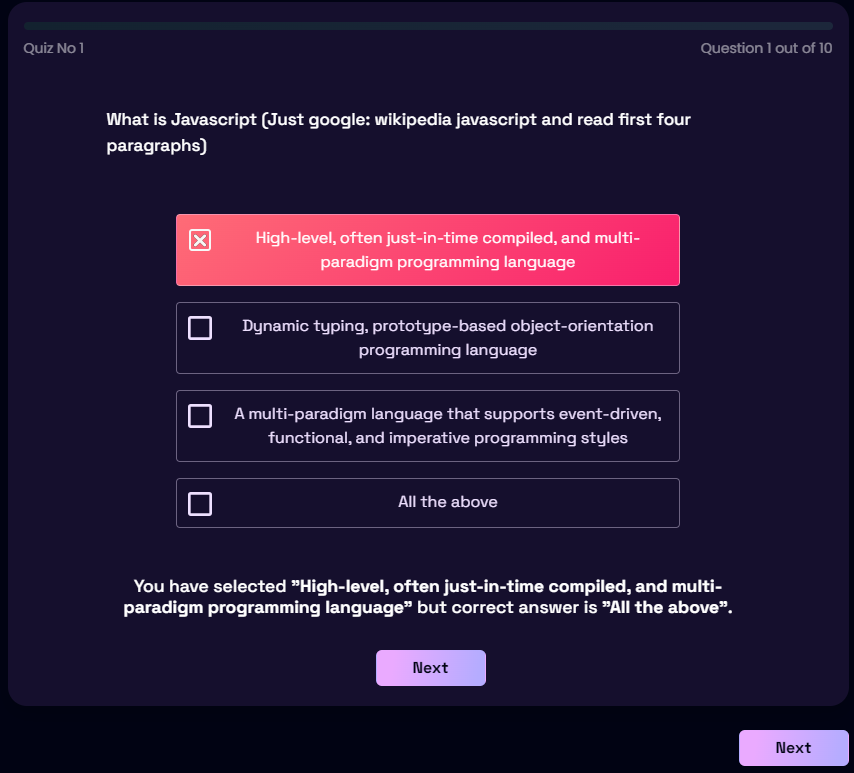 Quiz No 1
Question 1 out of 10
What is Javascript (Just google: wikipedia javascript and read first four
paragraphs)
High-level, often just-in-time compiled, and multi-
paradigm programming language
Dynamic typing, prototype-based object-orientation
programming language
A multi-paradigm language that supports event-driven,
functional, and imperative programming styles
All the above
You have selected ”High-level, often just-in-time compiled, and multi-
paradigm programming language” but correct answer is ”All the above”.
Next
Next